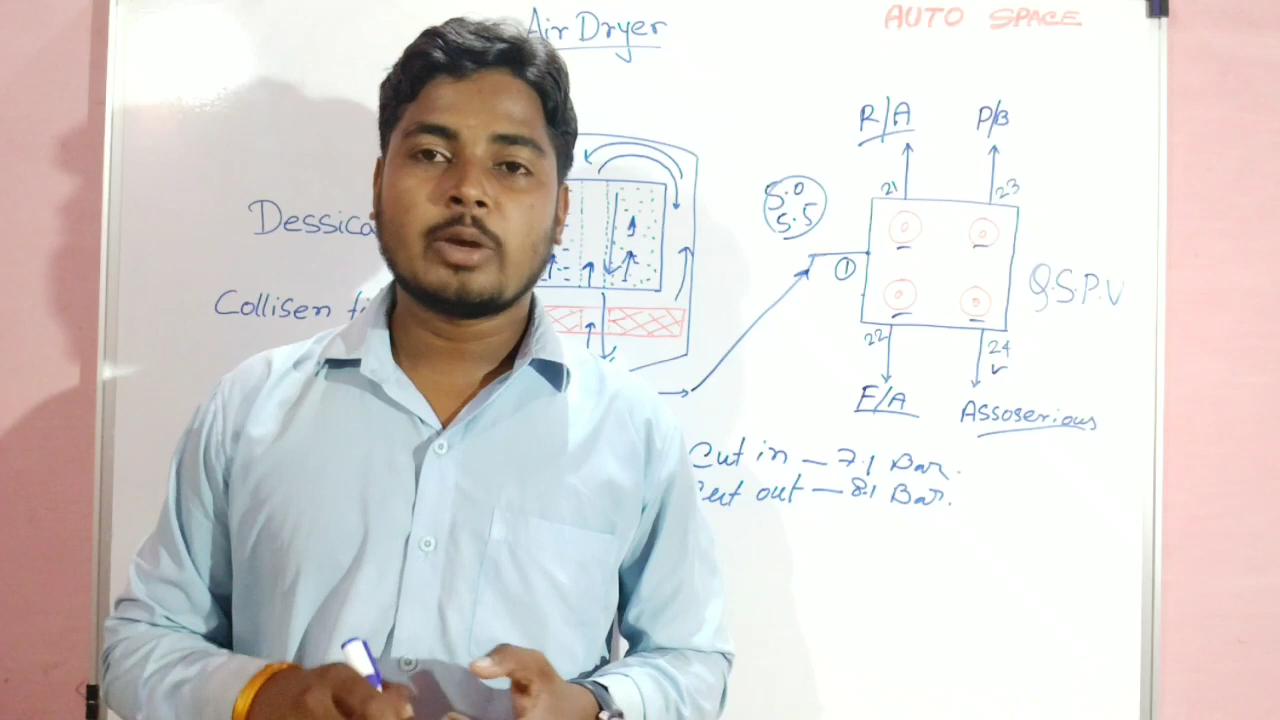 Air Dryer
AUTO SPACE
R/A
P/B
21
23
5.0
5.5
1
Q.S.P.V
22
24
F/A
Assoserious
Collisen
Cut in – 7.1 Bar.
Cut out – 8.1 Bar.